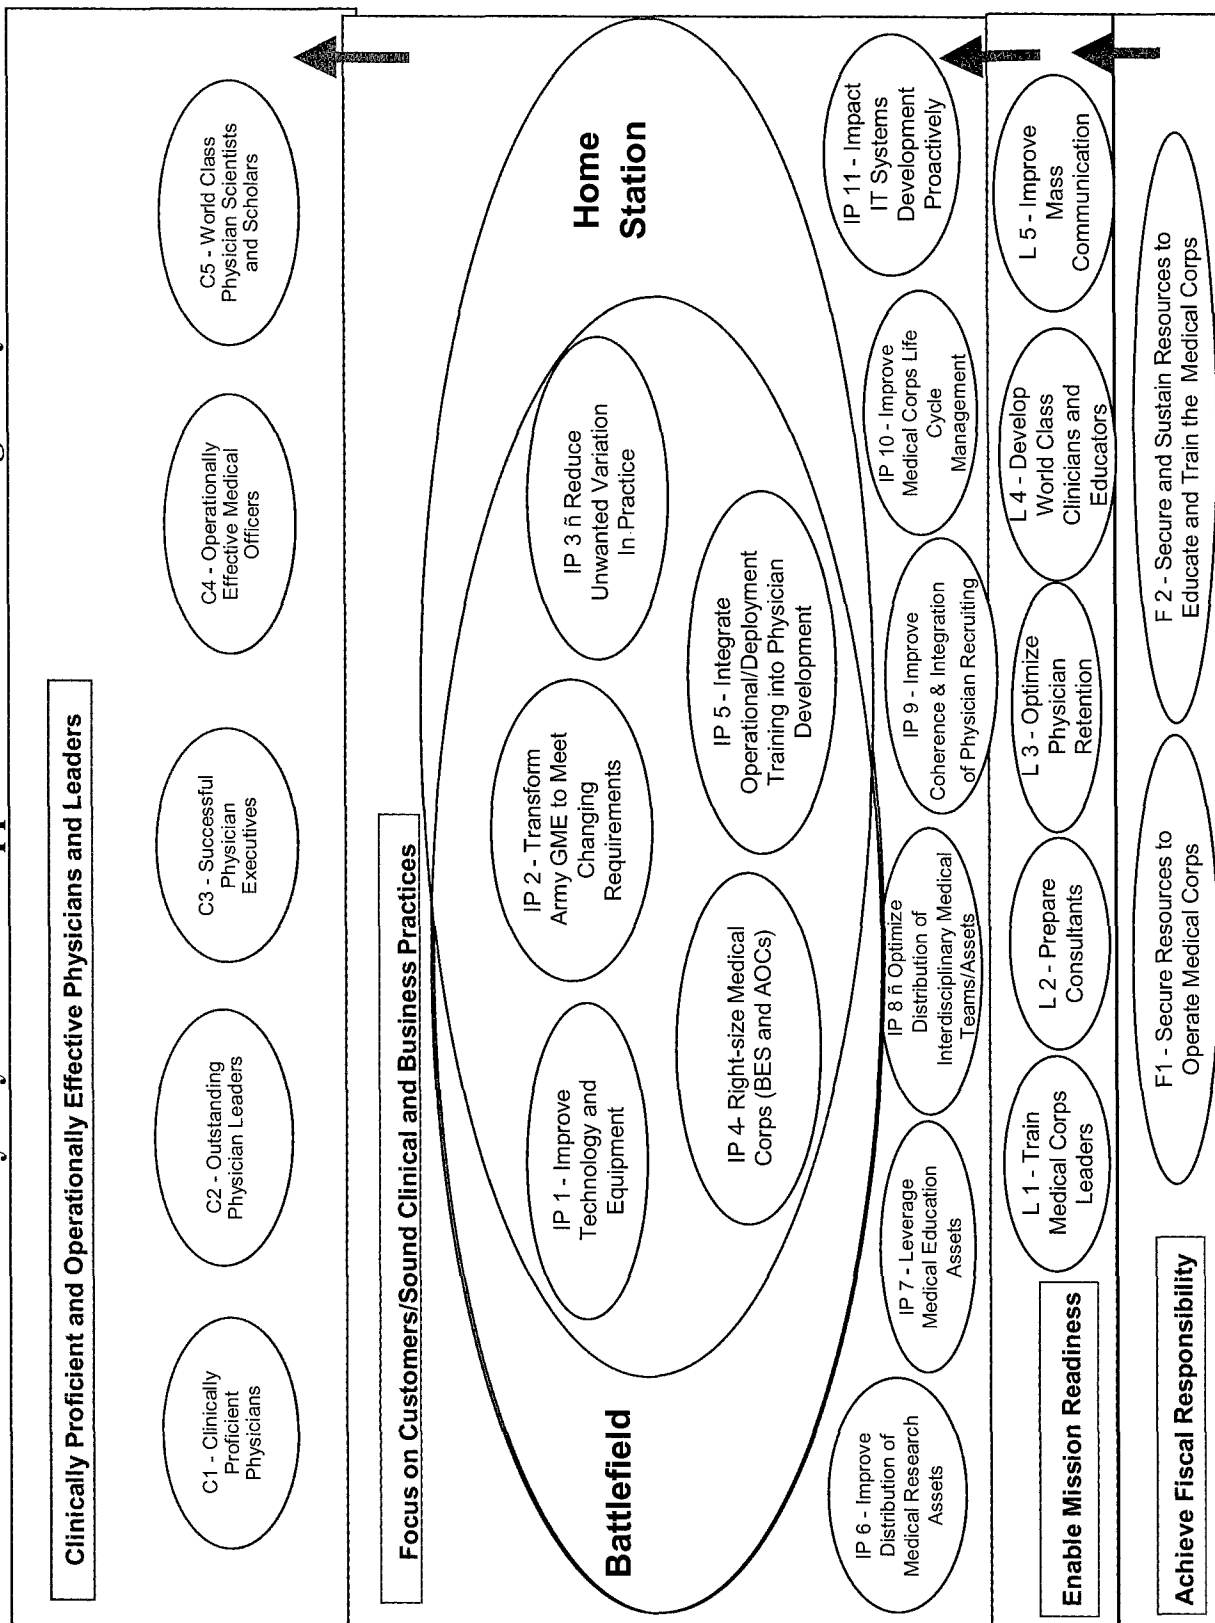 Clinically Proficient and Operationally Effective Physicians and Leaders
C1 - Clinically
Proficient
Physicians
C2 - Outstanding
Physician Leaders
C3 - Successful
Physician
Executives
C4 - Operationally
Effective Medical
Officers
C5 - World Class
Physician Scientists
and Scholars
Focus on Customers/Sound Clinical and Business Practices
Battlefield
Home
Station
IP 1 - Improve
Technology and
Equipment
IP 2 - Transform
Army GME to Meet
Changing
Requirements
IP 3 ñ Reduce
Unwanted Variation
In Practice
IP 4- Right-size Medical
Corps (BES and AOCs)
IP 5 - Integrate
Operational/Deployment
Training into Physician
Development
IP 6 - Improve
Distribution of
Medical Research
Assets
IP 7 - Leverage
Medical Education
Assets
IP 8 ñ Optimize
Distribution of
Interdisciplinary Medical
Teams/Assets
IP 9 - Improve
Coherence & Integration
of Physician Recruiting
IP 10 - Improve
Medical Corps Life
Cycle
Management
IP 11 - Impact
IT Systems
Development
Proactively
Enable Mission Readiness
L 1 - Train
Medical Corps
Leaders
L 2 - Prepare
Consultants
L 3 - Optimize
Physician
Retention
L 4 - Develop
World Class
Clinicians and
Educators
L 5 - Improve
Mass
Communication
Achieve Fiscal Responsibility
F1 - Secure Resources to
Operate Medical Corps
F 2 - Secure and Sustain Resources to
Educate and Train the Medical Corps